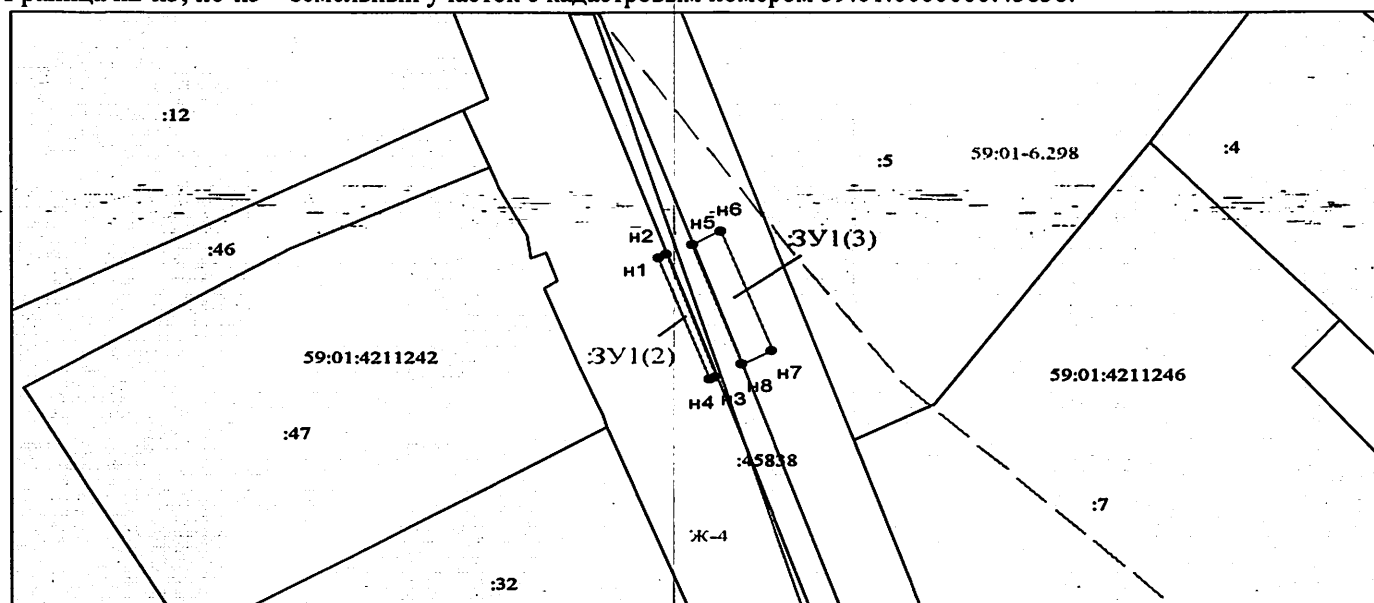 :12
:5
59:01-6.298
:4
:46
н2
н1
н5
н6
:ЗУ1(3)
59:01:4211242
:ЗУ1(2)
н4
н3
н8
н7
59:01:4211246
:47
:45838
:7
Ж-4
:32